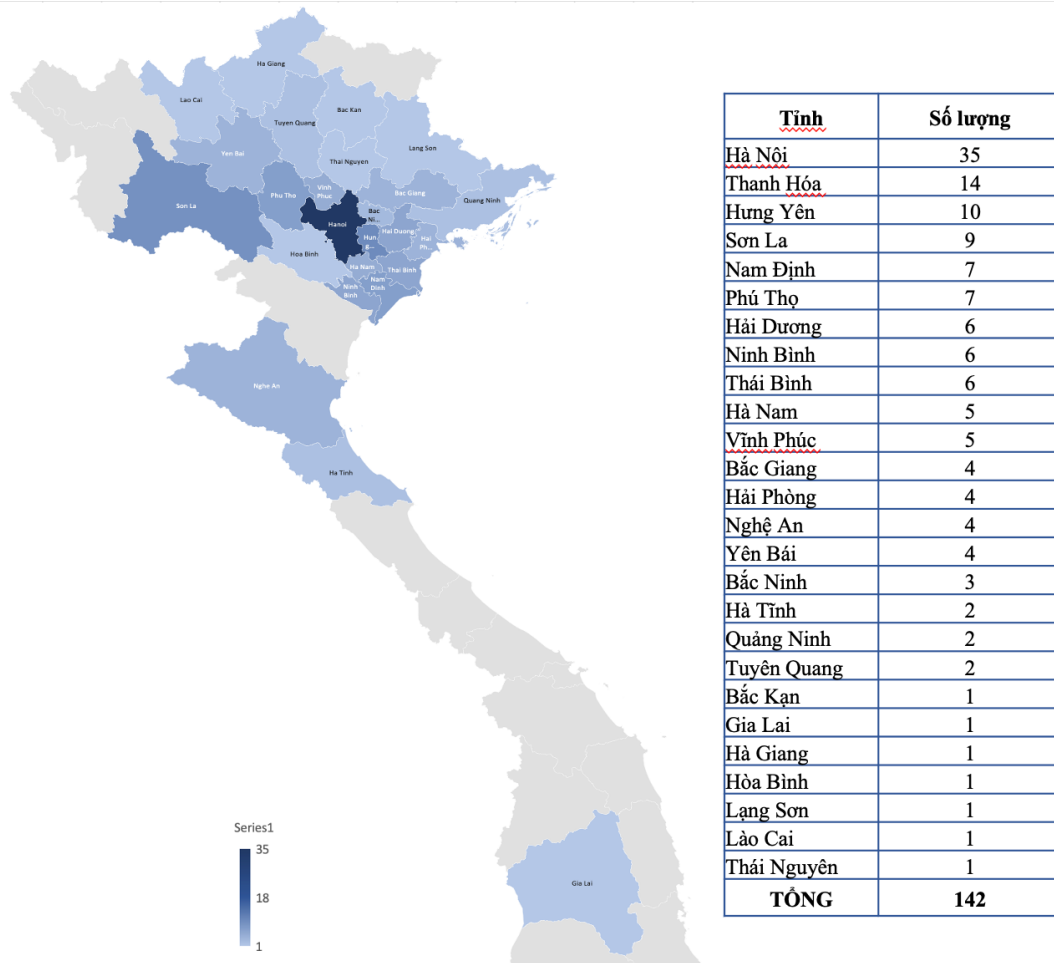 Ha Giang
Lao Cai
Bac Kan
Tuyen Quang
Lang Son
Yen Bai
Thai Nguyen
Vinh
Phuc
Phu Tho
Bac Giang
Quang Ninh
Son La
Bac
Ni...
Hanoi
Hai Duong
Hun
g...
Hai
Ph...
Hoa Binh
Ha Nam
Thai Binh
Nam
Dinh
Ninh
Binh
Nghe An
Ha Tinh
Gia Lai
Series1
35
18
1
Tỉnh Số lượng
Hà Nôi 35
Thanh Hóa 14
Hưng Yên 10
Sơn La 9
Nam Định 7
Phú Thọ 7
Hải Dương 6
Ninh Bình 6
Thái Bình 6
Hà Nam 5
Vĩnh Phúc 5
Bắc Giang 4
Hải Phòng 4
Nghệ An 4
Yên Bái 4
Bắc Ninh 3
Hà Tĩnh 2
Quảng Ninh 2
Tuyên Quang 2
Bắc Kạn 1
Gia Lai 1
Hà Giang 1
Hòa Bình 1
Lạng Sơn 1
Lào Cai 1
Thái Nguyên 1
TỔNG 142